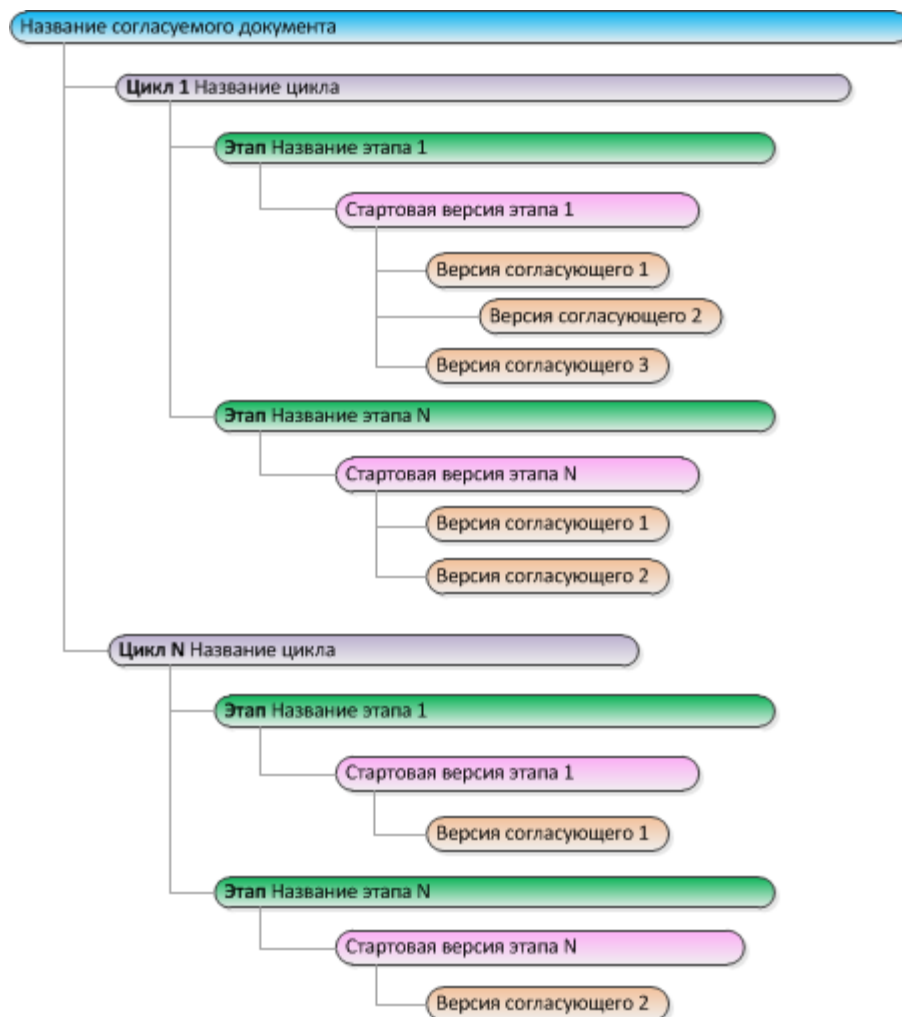 Название согласуемого документа
Цикл 1 Название цикла
Этап Название этапа 1
Стартовая версия этапа 1
Версия согласующего 1
Версия согласующего 2
Версия согласующего 3
Этап Название этапа N
Стартовая версия этапа N
Версия согласующего 1
Версия согласующего 2
Цикл N Название цикла
Этап Название этапа 1
Стартовая версия этапа 1
Версия согласующего 1
Этап Название этапа N
Стартовая версия этапа N
Версия согласующего 2